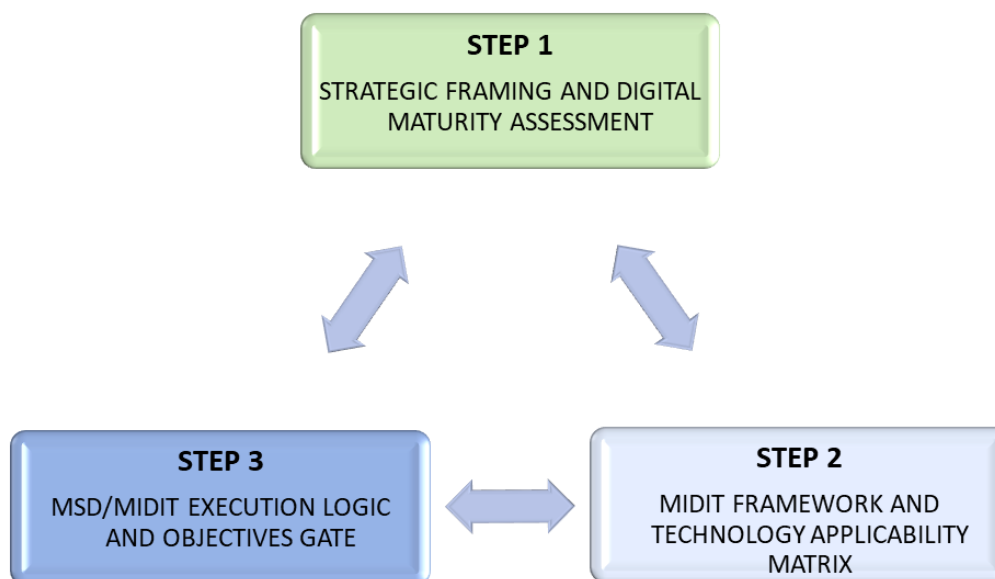 STEP 1
STRATEGIC FRAMING AND DIGITAL
MATURITY ASSESSMENT
STEP 3
MSD/MIDIT EXECUTION LOGIC
AND OBJECTIVES GATE
STEP 2
MIDIT FRAMEWORK AND
TECHNOLOGY APPLICABILITY
MATRIX